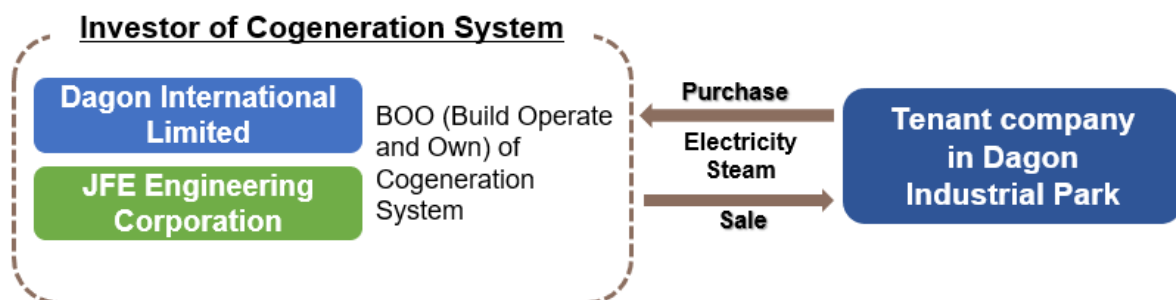 Investor of Cogeneration System
Dagon International
Limited
JFE Engineering
Corporation
BOO (Build Operate
and Own) of
Cogeneration
System
Purchase
Electricity
Steam
Sale
Tenant company
in Dagon
Industrial Park